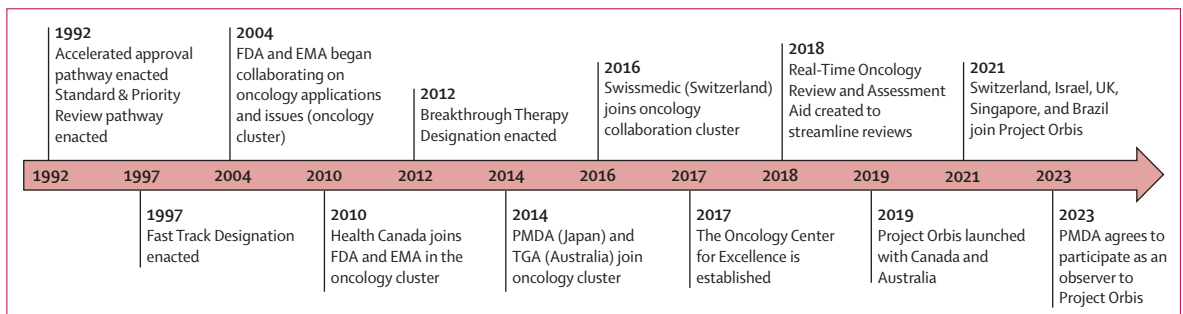 1992
Accelerated approval
pathway enacted
Standard & Priority
Review pathway
enacted
2004
FDA and EMA began
collaborating on
oncology applications
and issues (oncology
cluster)
2012
Breakthrough Therapy
Designation enacted
2016
Swissmedic (Switzerland)
joins oncology
collaboration cluster
2018
Real-Time Oncology
Review and Assessment
Aid created to
streamline reviews
2021
Switzerland, Israel, UK,
Singapore, and Brazil
join Project Orbis
1992 1997 2004 2010 2012 2014 2016 2017 2018 2019 2021 2023
1997
Fast Track Designation
enacted
2010
Health Canada joins
FDA and EMA in the
oncology cluster
2014
PMDA (Japan) and
TGA (Australia) join
oncology cluster
2017
The Oncology Center
for Excellence is
established
2019
Project Orbis launched
with Canada and
Australia
2023
PMDA agrees to
participate as an
observer to
Project Orbis